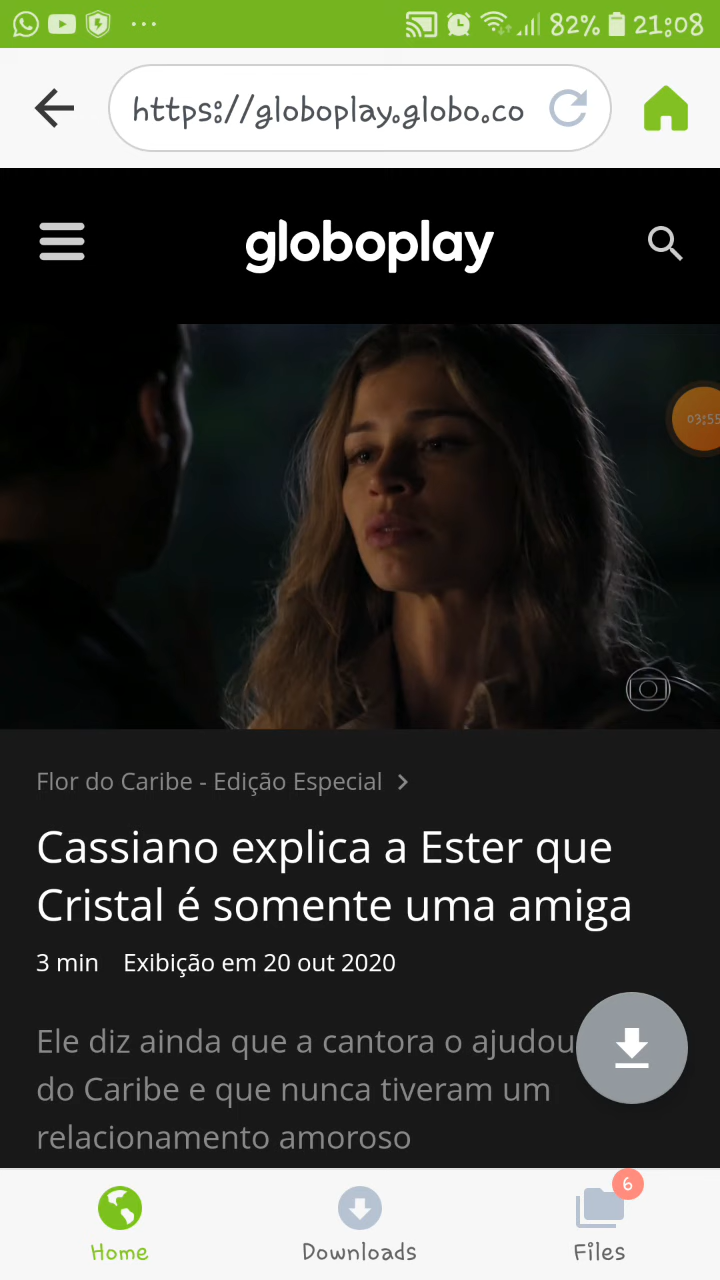 82% 21:08
https://globoplay.globo.co
globoplay
03:55
Flor do Caribe - Edição Especial
Cassiano explica a Ester que
Cristal é somente uma amiga
3 min Exibição em 20 out 2020
Ele diz ainda que a cantora o ajudou
do Caribe e que nunca tiveram um
relacionamento amoroso
6
Home Downloads Files